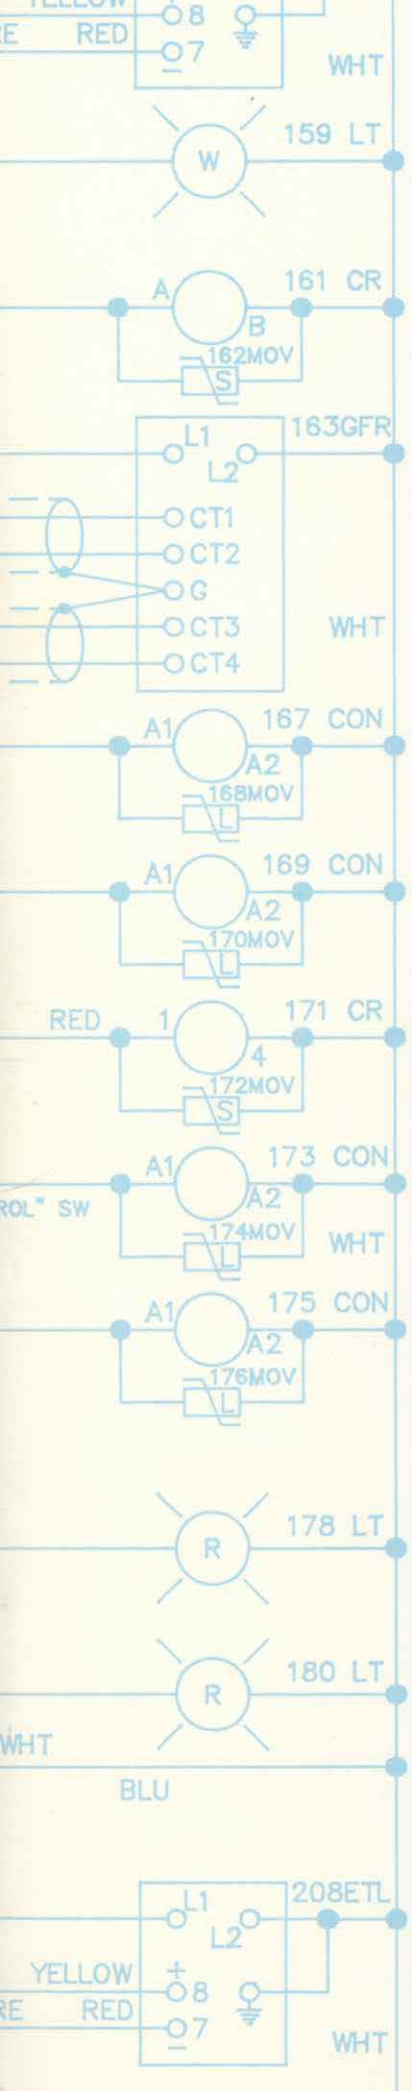 YELLOW
8
RE RED
7
WHT
159 LT
W
161 CR
A
B
162MOV
S
163GFR
L1
L2
CT1
CT2
G
CT3
WHT
CT4
167 CON
A1
A2
168MOV
L
169 CON
A1
A2
170MOV
L
171 CR
RED
1
4
172MOV
S
173 CON
A1
A2
ROL" SW
174MOV
WHT
L
175 CON
A1
A2
176MOV
L
178 LT
R
180 LT
R
WHT
BLU
208ETL
L1
L2
YELLOW
+
8
RE RED
7
WHT